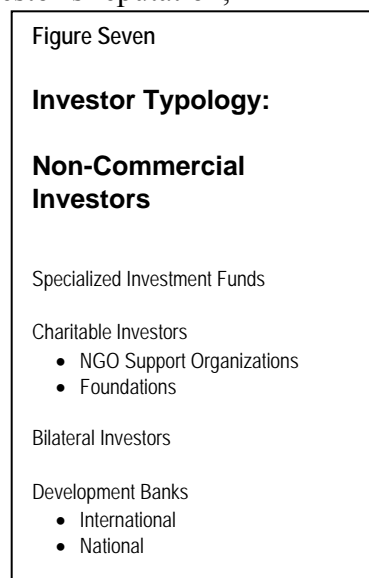 Figure Seven
Investor Typology:
Non-Commercial
Investors
Specialized Investment Funds
Charitable Investors
• NGO Support Organizations
• Foundations
Bilateral Investors
Development Banks
• International
• National